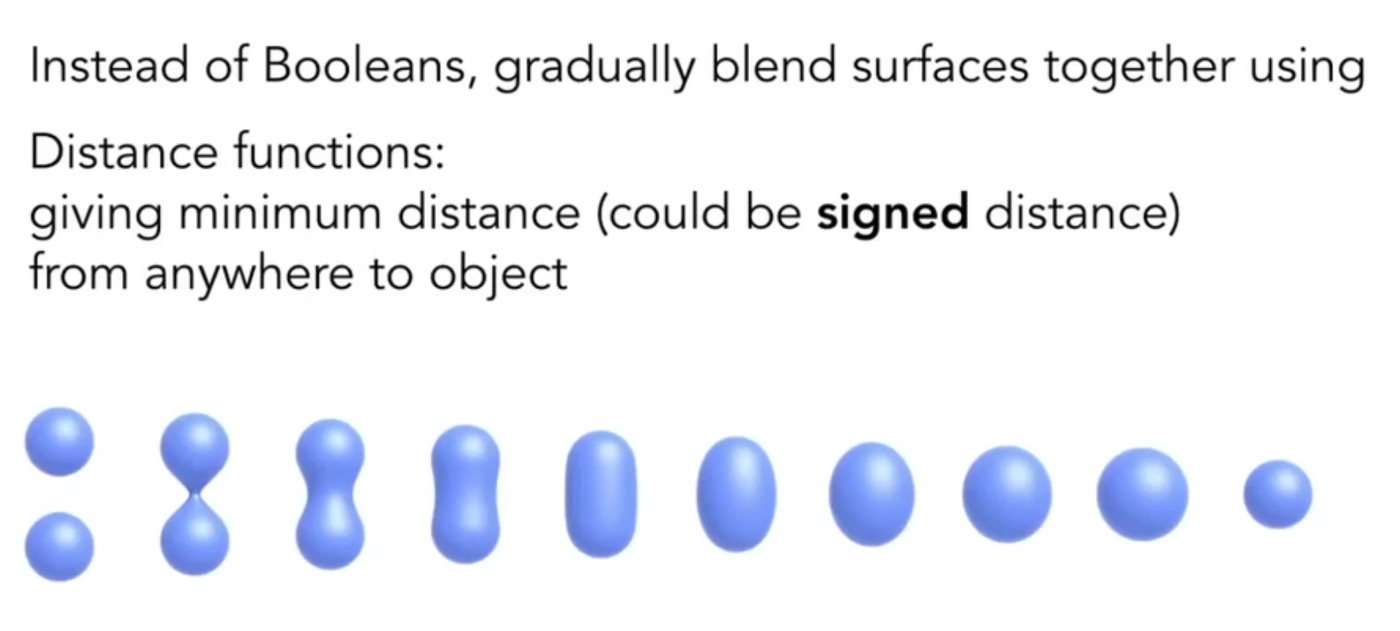 Instead of Booleans, gradually blend surfaces together using
Distance functions:
giving minimum distance (could be signed distance)
from anywhere to object